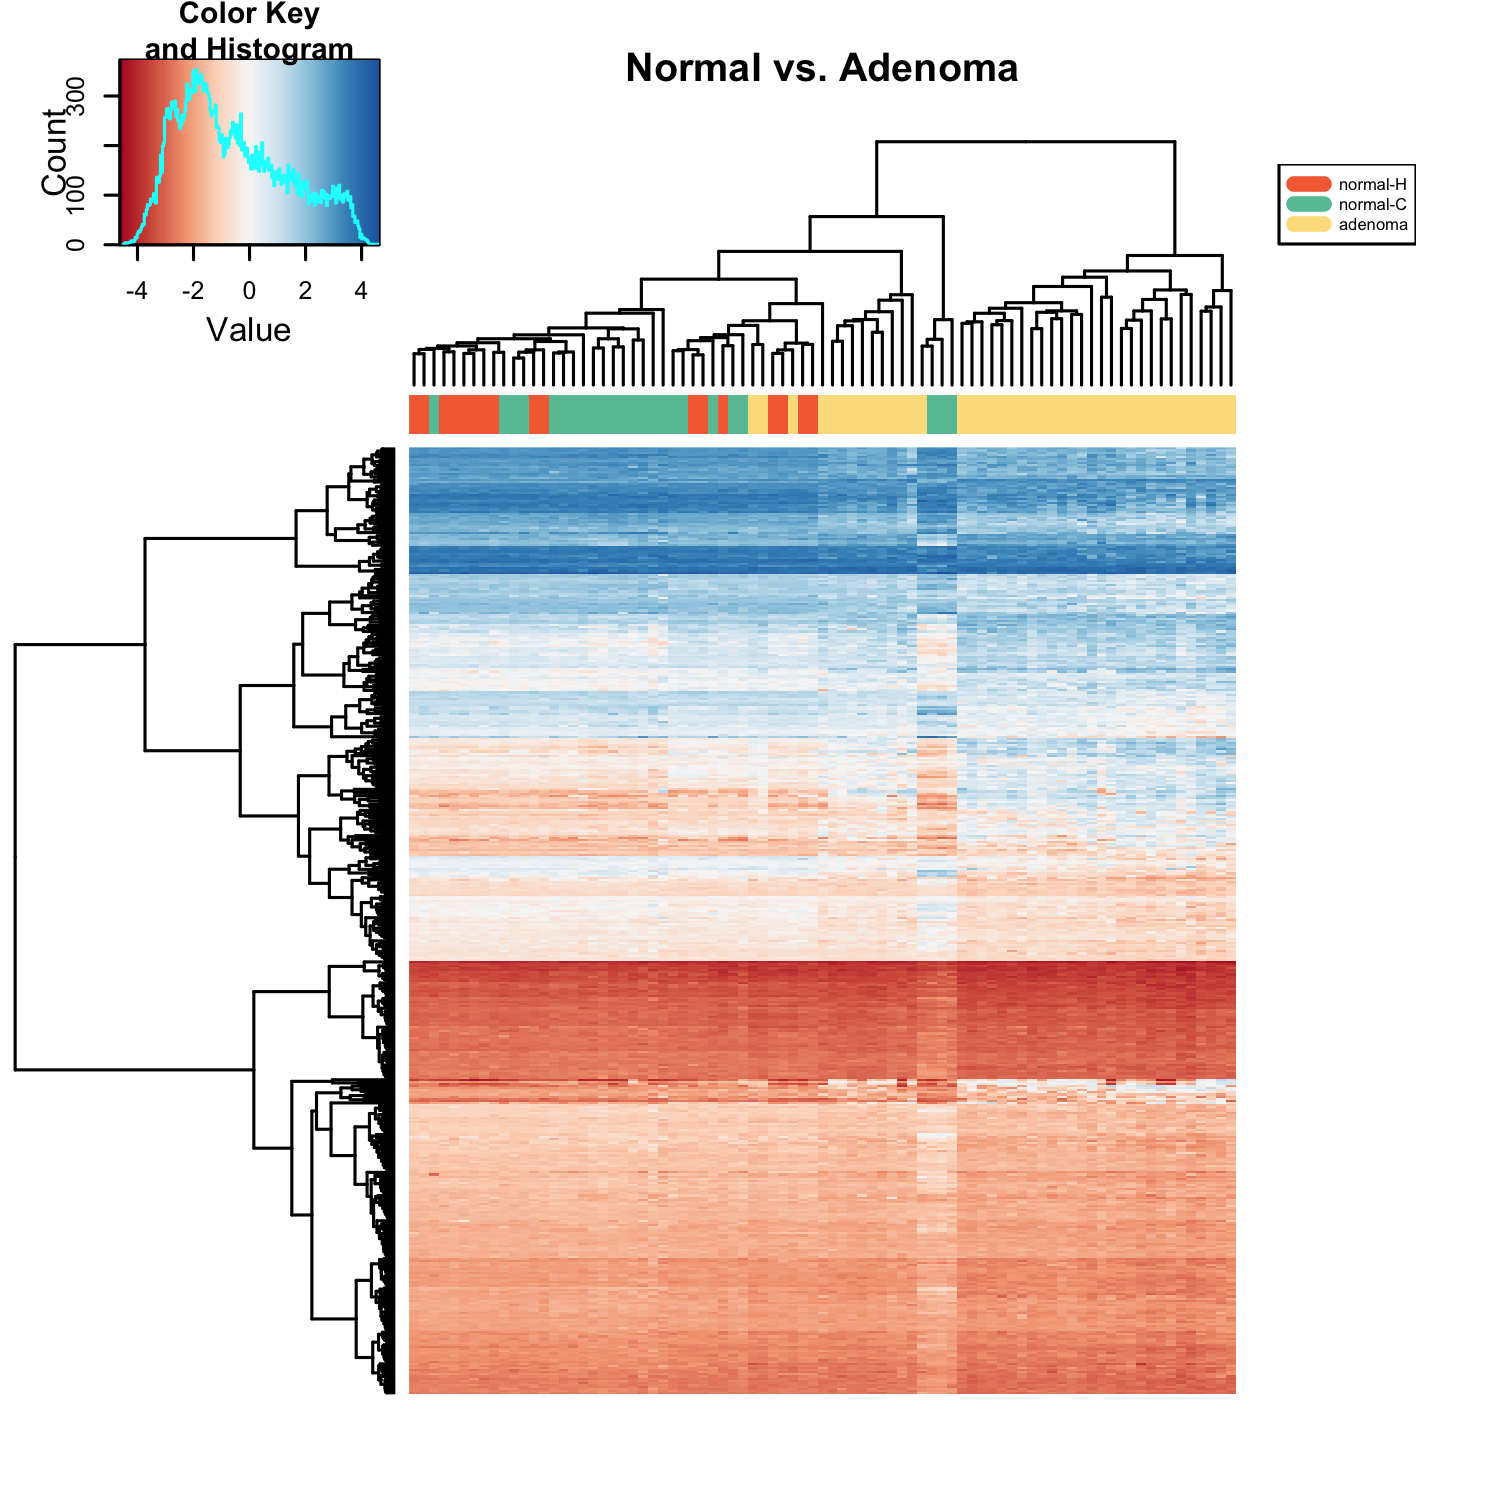 Color Key
and Histogram
Count
0
100
300
-4 -2 0 2 4
Value
Normal vs. Adenoma
normal-H
normal-C
adenoma